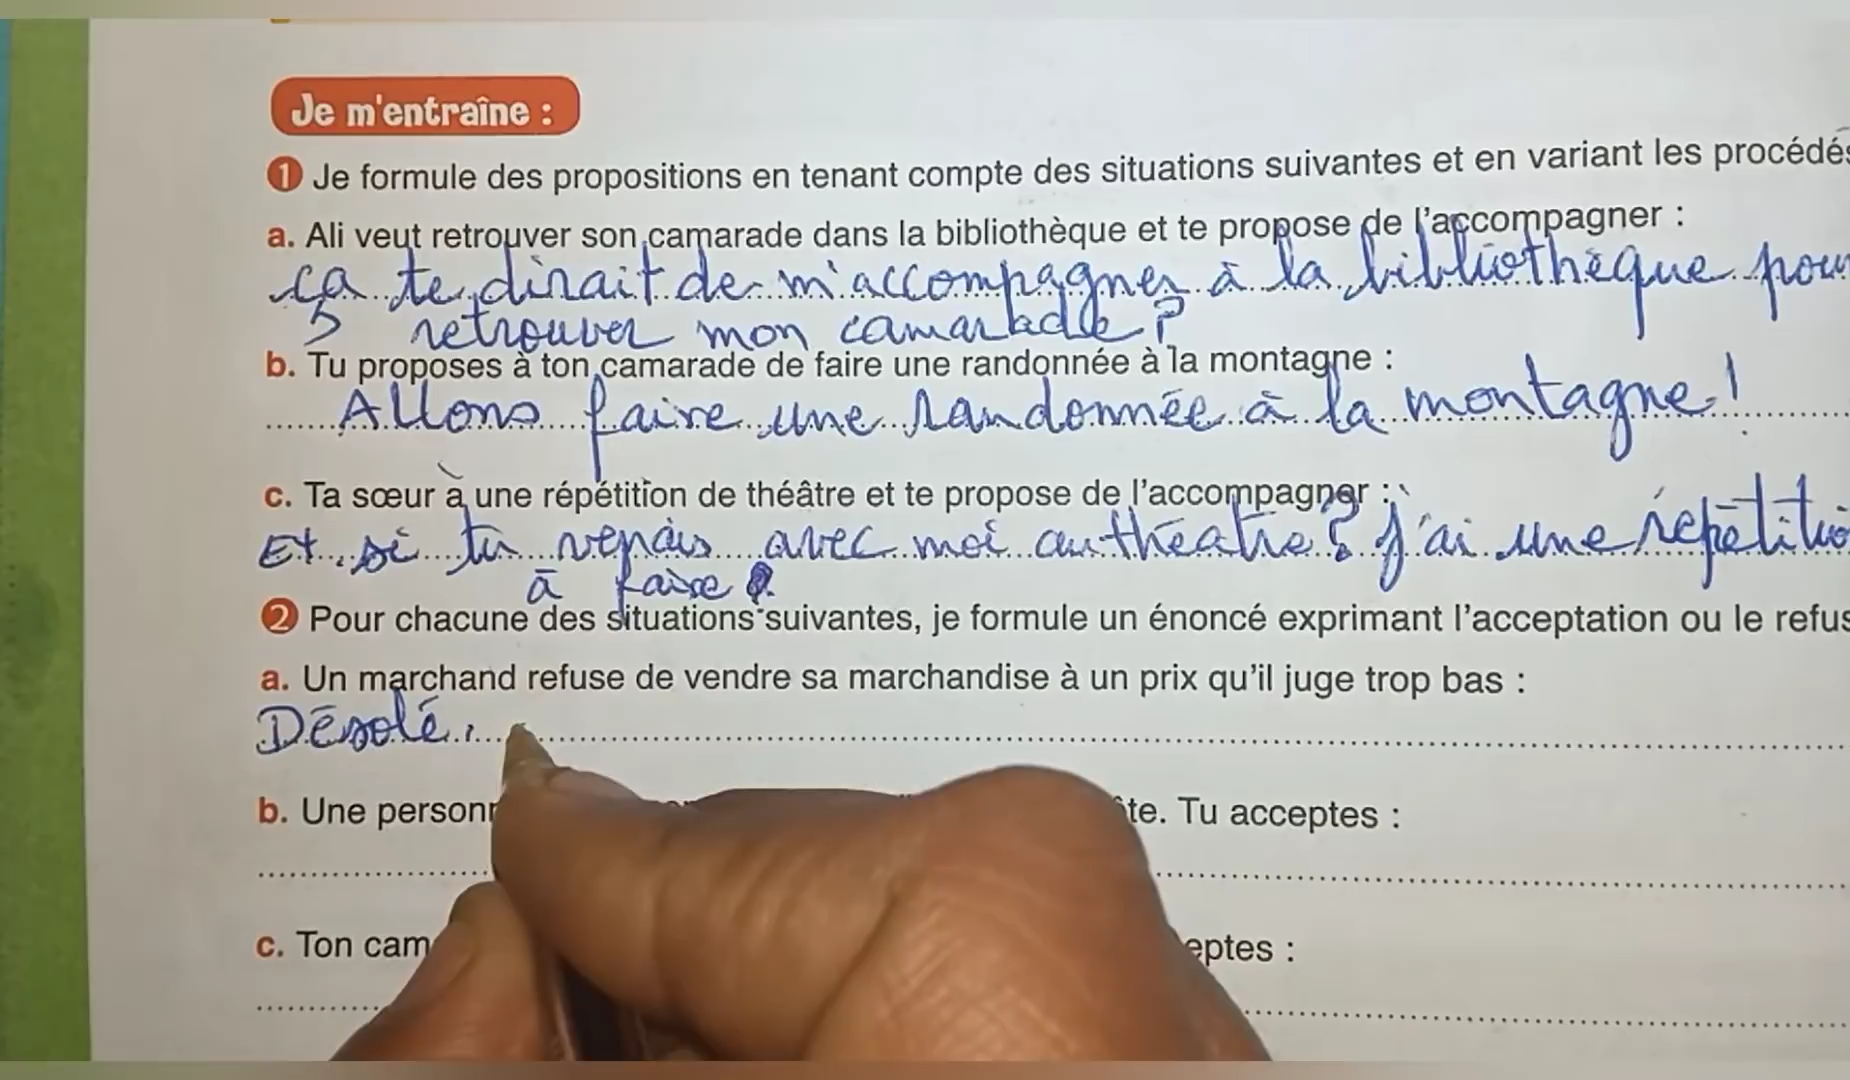 Je m'entraîne :
1 Je formule des propositions en tenant compte des situations suivantes et en variant les procédés
a. Ali veut retrouver son camarade dans la bibliothèque et te propose de l'accompagner :
ça te dirait de m'accompagner à la bibliothèque pour
retrouver mon camarade ?
b. Tu proposes à ton camarade de faire une randonnée à la montagne :
Allons faire une randonnée à la montagne !
c. Ta sœur à une répétition de théâtre et te propose de l'accompagner :
Et si tu venais avec moi au théâtre ? J'ai une
à faire.
2 Pour chacune des situations suivantes, je formule un énoncé exprimant l'acceptation ou le refus
a. Un marchand refuse de vendre sa marchandise à un prix qu'il juge trop bas :
Désolé,
b. Une Tu acceptes :
c. Ton :